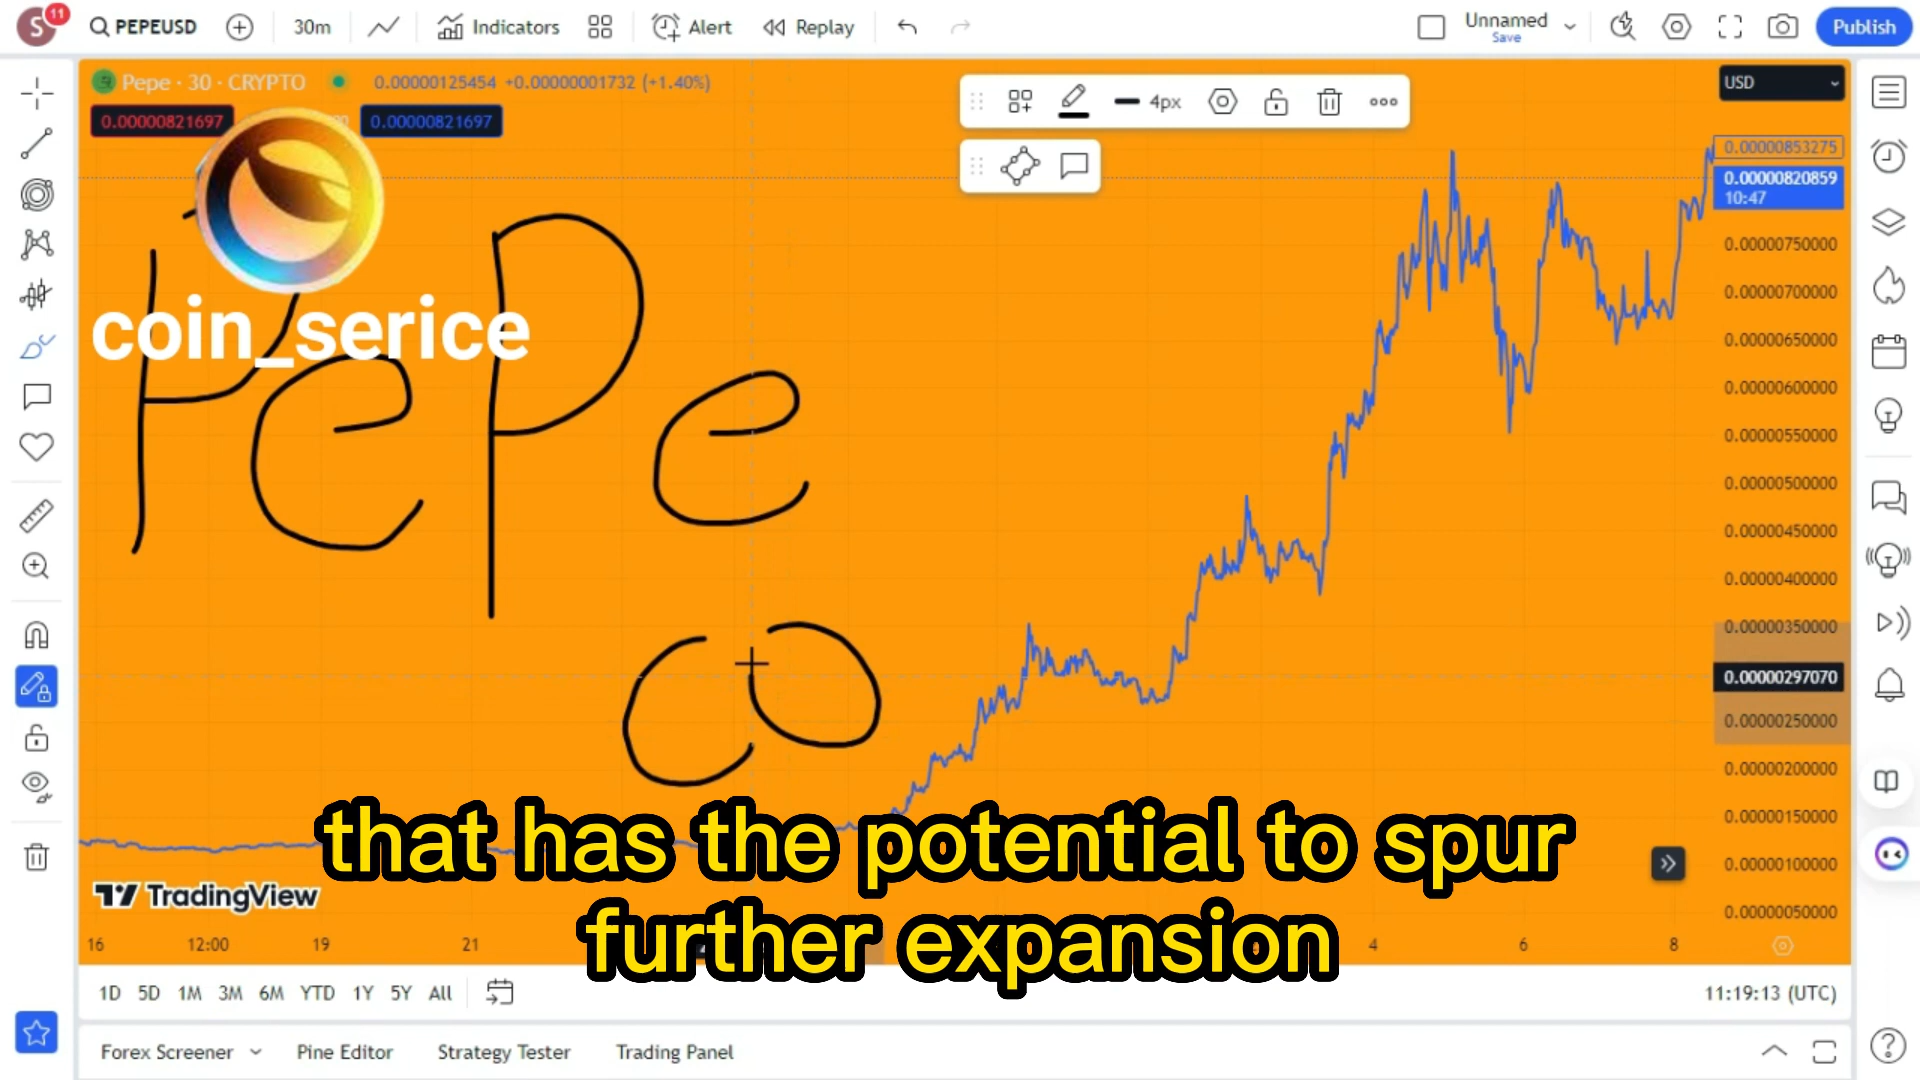 S 11 PEPEUSD 30m Indicators Alert Replay Unnamed Save Publish
Pepe · 30 · CRYPTO 0.00000125454 +0.00000001732 (+1.40%)
4px
USD
0.00000821697 0.00000821697
0.00000853275
0.00000820859
10:47
0.00000750000
0.00000700000
coin_serice
0.00000650000
0.00000600000
PePe
0.00000550000
0.00000500000
0.00000450000
0.00000400000
0.00000350000
0.00000297070
co
0.00000250000
0.00000200000
0.00000150000
that has the potential to spur
0.00000100000
TradingView
0.00000050000
further expansion
16 12:00 19 21 4 6 8
1D 5D 1M 3M 6M YTD 1Y 5Y All 11:19:13 (UTC)
Forex Screener Pine Editor Strategy Tester Trading Panel